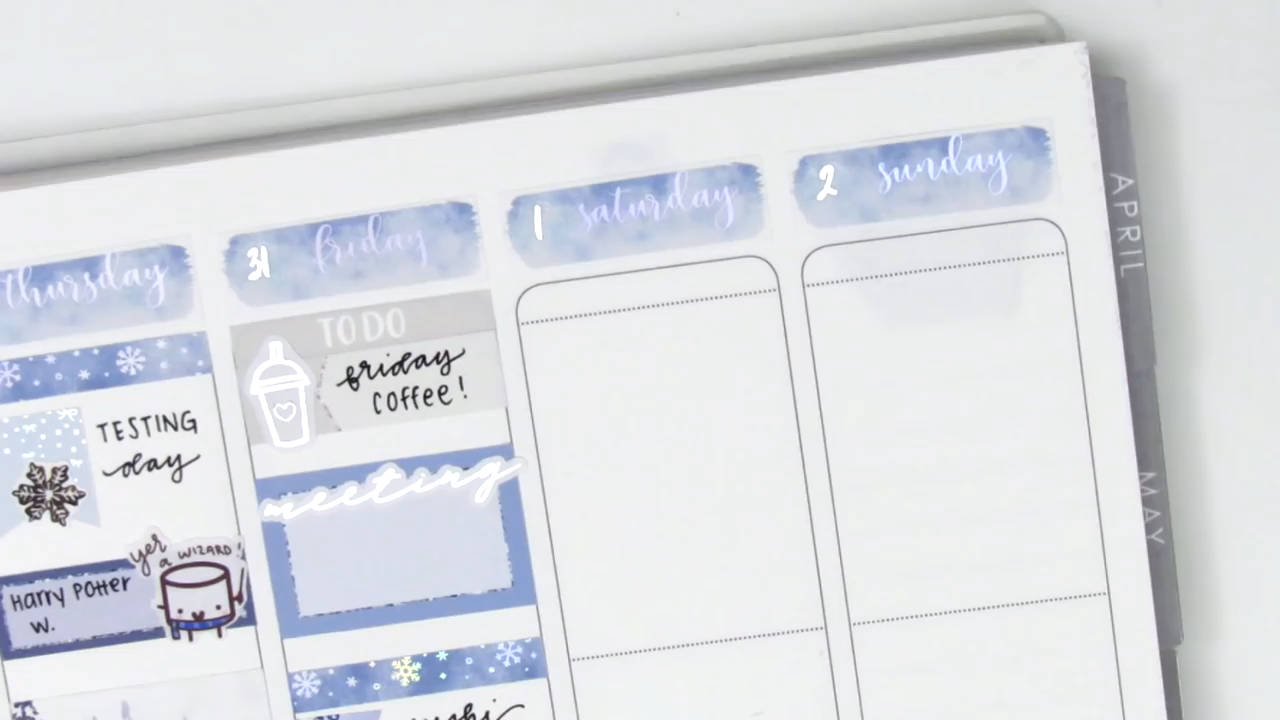 thursday
31 friday
1 saturday
2 sunday
TESTING
day
yer
a WIZARD!
Harry Potter
W.
TO DO
friday
coffee!
meeting
APRIL
MAY